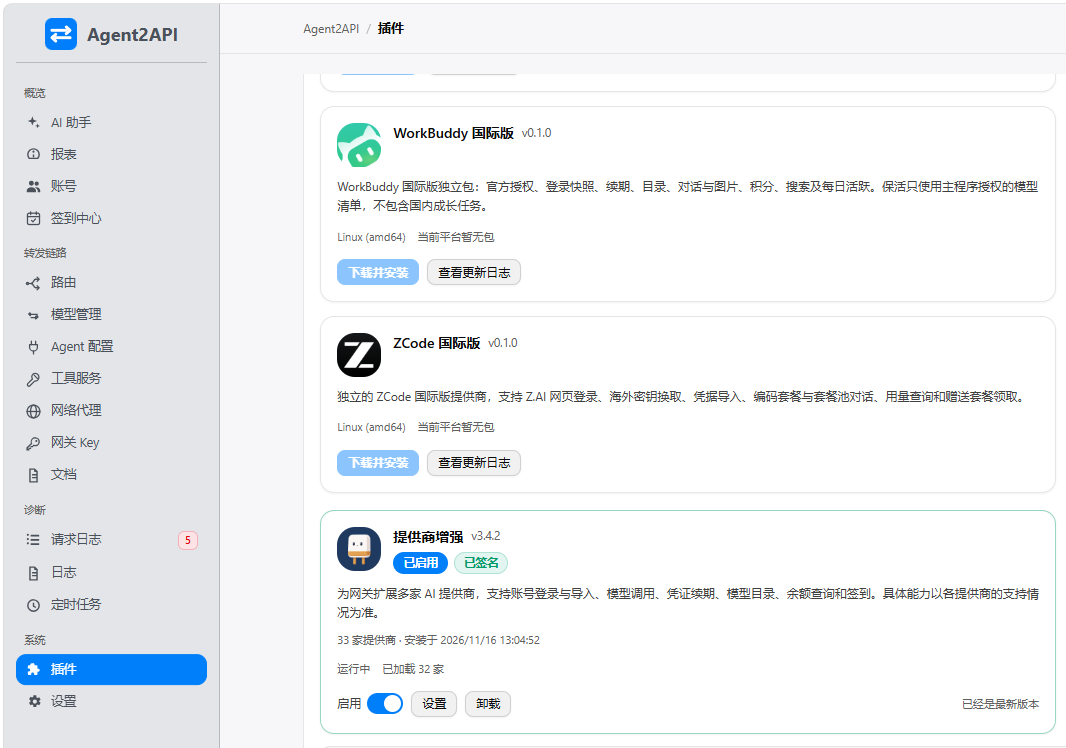 Agent2API
概览
AI 助手
报表
账号
签到中心
转发链路
路由
模型管理
Agent 配置
工具服务
网络代理
网关 Key
文档
诊断
请求日志 5
日志
定时任务
系统
插件
设置
Agent2API / 插件
WorkBuddy 国际版 v0.1.0
WorkBuddy 国际版独立包：官方授权、登录快照、续期、目录、对话与图片、积分、搜索及每日活跃。保活只使用主程序授权的模型
清单，不包含国内成长任务。
Linux (amd64) 当前平台暂无包
下载并安装 查看更新日志
ZCode 国际版 v0.1.0
独立的 ZCode 国际版提供商，支持 Z.AI 网页登录、海外密钥换取、凭据导入、编码套餐与套餐池对话、用量查询和赠送套餐领取。
Linux (amd64) 当前平台暂无包
下载并安装 查看更新日志
提供商增强 v3.4.2
已启用 已签名
为网关扩展多家 AI 提供商，支持账号登录与导入、模型调用、凭证续期、模型目录、余额查询和签到。具体能力以各提供商的支持情
况为准。
33 家提供商 · 安装于 2026/11/16 13:04:52
运行中 已加载 32 家
启用 设置 卸载 已经是最新版本